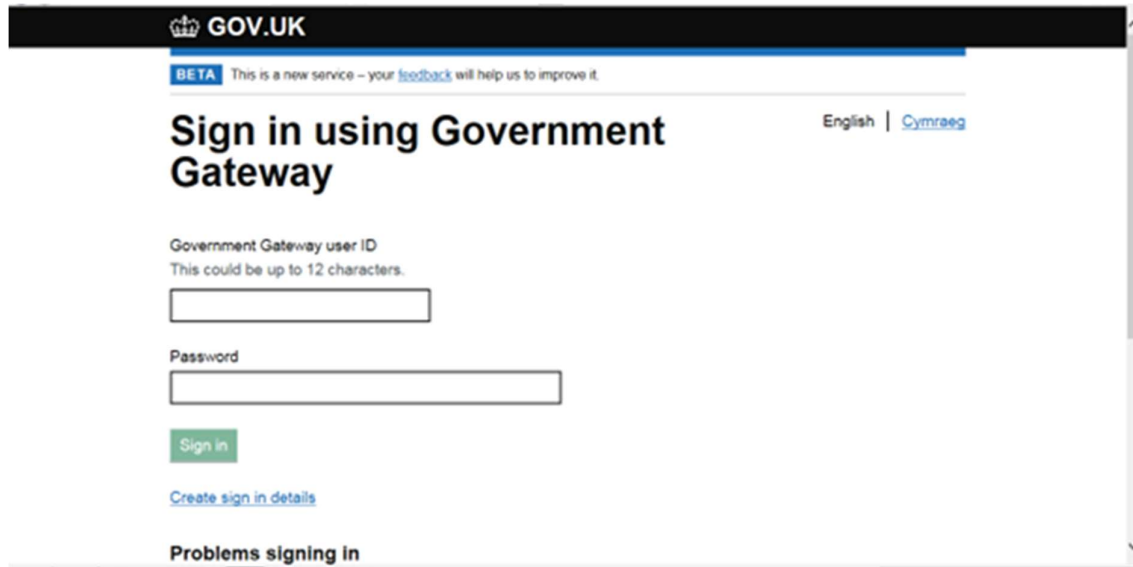 GOV.UK
BETA This is a new service – your feedback will help us to improve it.
Sign in using Government
Gateway
English | Cymraeg
Government Gateway user ID
This could be up to 12 characters.
Password
Sign in
Create sign in details
Problems signing in